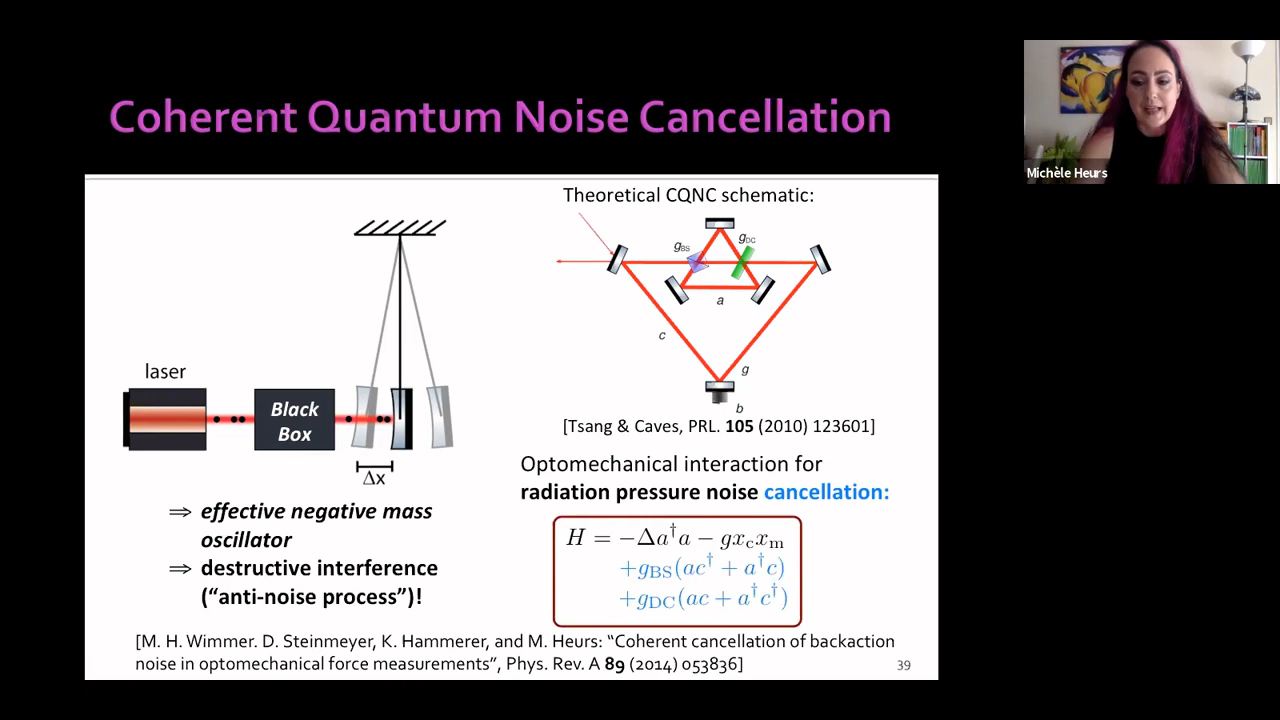 Coherent Quantum Noise Cancellation
Michèle Heurs
Theoretical CQNC schematic:
gBS
gDC
a
c
g
b
[Tsang & Caves, PRL. 105 (2010) 123601]
laser
Black
Box
Δx
⇒ effective negative mass
oscillator
⇒ destructive interference
(“anti-noise process”)!
Optomechanical interaction for
radiation pressure noise cancellation:
H = −Δa†a − gx_c x_m
+g_BS(ac† + a†c)
+g_DC(ac + a†c†)
[M. H. Wimmer. D. Steinmeyer, K. Hammerer, and M. Heurs: “Coherent cancellation of backaction
noise in optomechanical force measurements”, Phys. Rev. A 89 (2014) 053836]
39